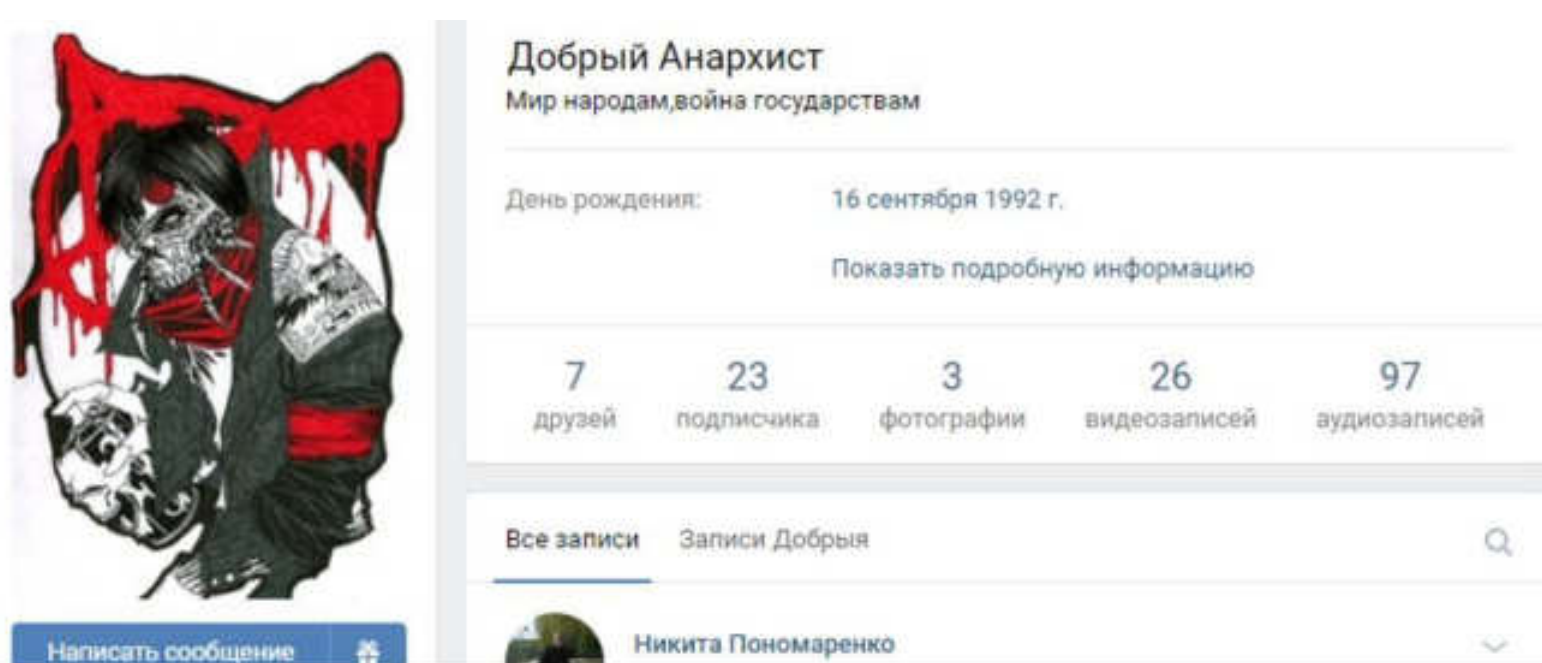 Добрый Анархист
Мир народам,война государствам
День рождения: 16 сентября 1992 г.
Показать подробную информацию
7 23 3 26 97
друзей подписчика фотографии видеозаписей аудиозаписей
Все записи Записи Добрыя
Никита Пономаренко
Написать сообщение